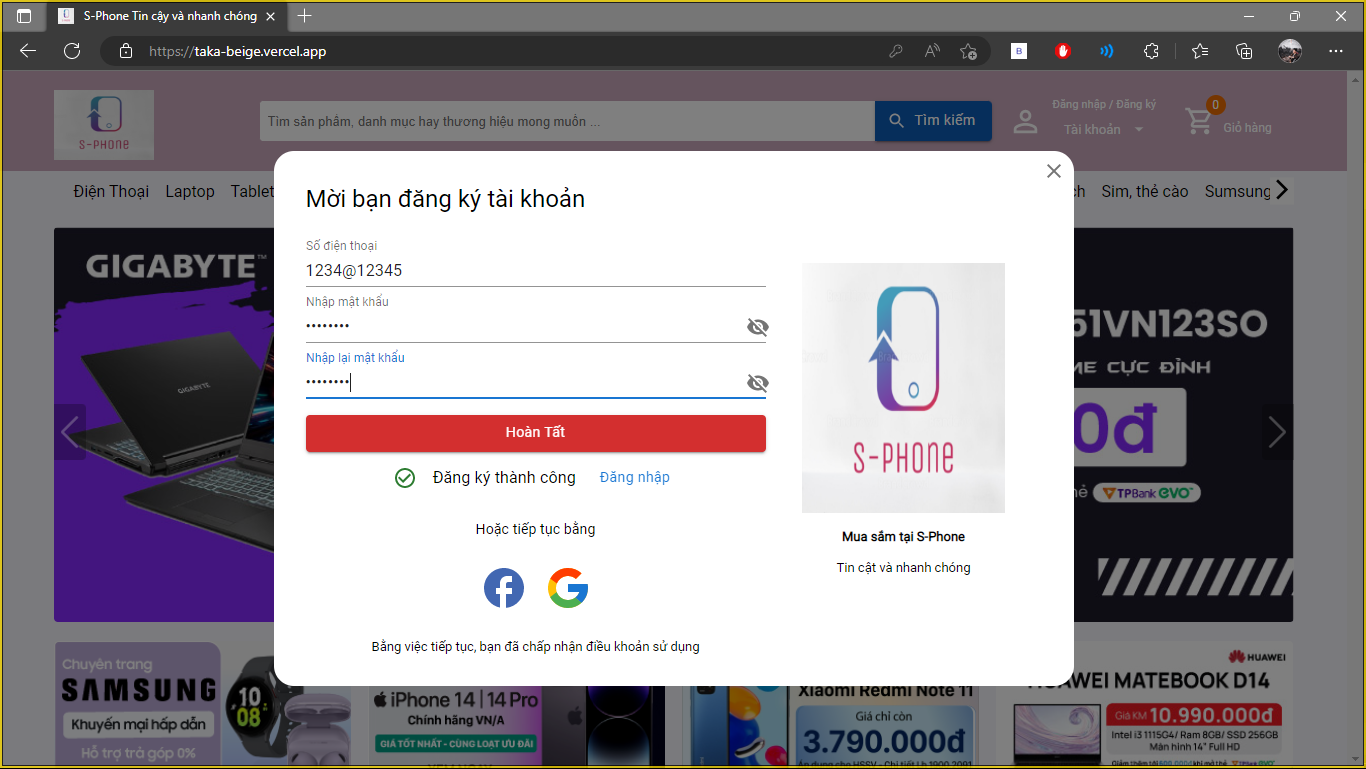 S-Phone Tin cậy và nhanh chóng
https://taka-beige.vercel.app
S-PHONE
Tìm sản phẩm, danh mục hay thương hiệu mong muốn ...
Tìm kiếm
Đăng nhập / Đăng ký
Tài khoản
0
Giỏ hàng
Điện Thoại Laptop Tablet
ch Sim, thẻ cào Sumsung
Mời bạn đăng ký tài khoản
Số điện thoại
1234@12345
Nhập mật khẩu
••••••••
Nhập lại mật khẩu
••••••••
Hoàn Tất
Đăng ký thành công Đăng nhập
Hoặc tiếp tục bằng
Bằng việc tiếp tục, bạn đã chấp nhận điều khoản sử dụng
S-PHONE
Mua sắm tại S-Phone
Tin cật và nhanh chóng
GIGABYTE™
GIGABYTE
51VN123SO
ME CỰC ĐỈNH
0đ
TPBank EVO
Chuyên trang
SAMSUNG
Khuyến mại hấp dẫn
Hỗ trợ trả góp 0%
10
08
iPhone 14 | 14 Pro
Chính hãng VN/A
GIÁ TỐT NHẤT - CÙNG LOẠT ƯU ĐÃI
Xiaomi Redmi Note 11
Giá chỉ còn
3.790.000đ
HUAWEI
HUAWEI MATEBOOK D14
Giá KM 10.990.000đ
Intel i3 1115G4/ Ram 8GB/ SSD 256GB
Màn hình 14" Full HD